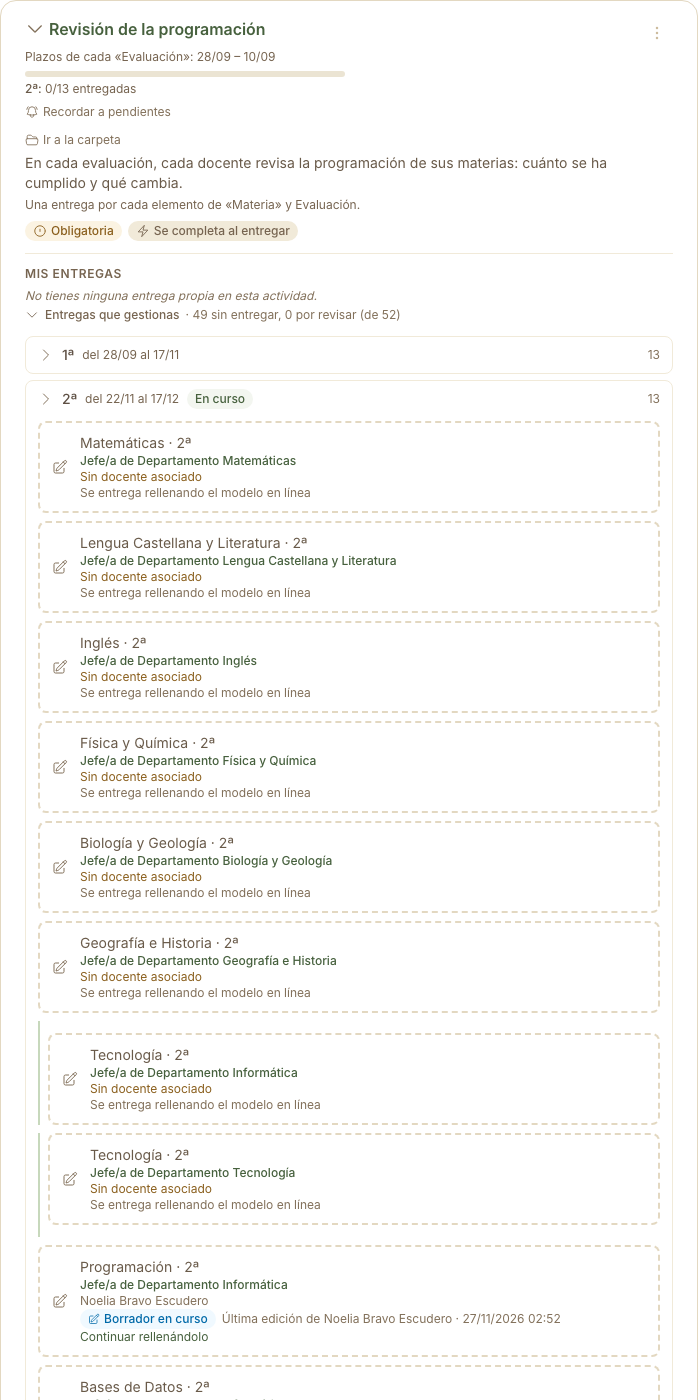 Revisión de la programación
Plazos de cada «Evaluación»: 28/09 – 10/09
2ª: 0/13 entregadas
Recordar a pendientes
Ir a la carpeta
En cada evaluación, cada docente revisa la programación de sus materias: cuánto se ha
cumplido y qué cambia.
Una entrega por cada elemento de «Materia» y Evaluación.
Obligatoria Se completa al entregar
MIS ENTREGAS
No tienes ninguna entrega propia en esta actividad.
Entregas que gestionas · 49 sin entregar, 0 por revisar (de 52)
1ª del 28/09 al 17/11 13
2ª del 22/11 al 17/12 En curso 13
Matemáticas · 2ª
Jefe/a de Departamento Matemáticas
Sin docente asociado
Se entrega rellenando el modelo en línea
Lengua Castellana y Literatura · 2ª
Jefe/a de Departamento Lengua Castellana y Literatura
Sin docente asociado
Se entrega rellenando el modelo en línea
Inglés · 2ª
Jefe/a de Departamento Inglés
Sin docente asociado
Se entrega rellenando el modelo en línea
Física y Química · 2ª
Jefe/a de Departamento Física y Química
Sin docente asociado
Se entrega rellenando el modelo en línea
Biología y Geología · 2ª
Jefe/a de Departamento Biología y Geología
Sin docente asociado
Se entrega rellenando el modelo en línea
Geografía e Historia · 2ª
Jefe/a de Departamento Geografía e Historia
Sin docente asociado
Se entrega rellenando el modelo en línea
Tecnología · 2ª
Jefe/a de Departamento Informática
Sin docente asociado
Se entrega rellenando el modelo en línea
Tecnología · 2ª
Jefe/a de Departamento Tecnología
Sin docente asociado
Se entrega rellenando el modelo en línea
Programación · 2ª
Jefe/a de Departamento Informática
Noelia Bravo Escudero
Borrador en curso Última edición de Noelia Bravo Escudero · 27/11/2026 02:52
Continuar rellenándolo
Bases de Datos · 2ª